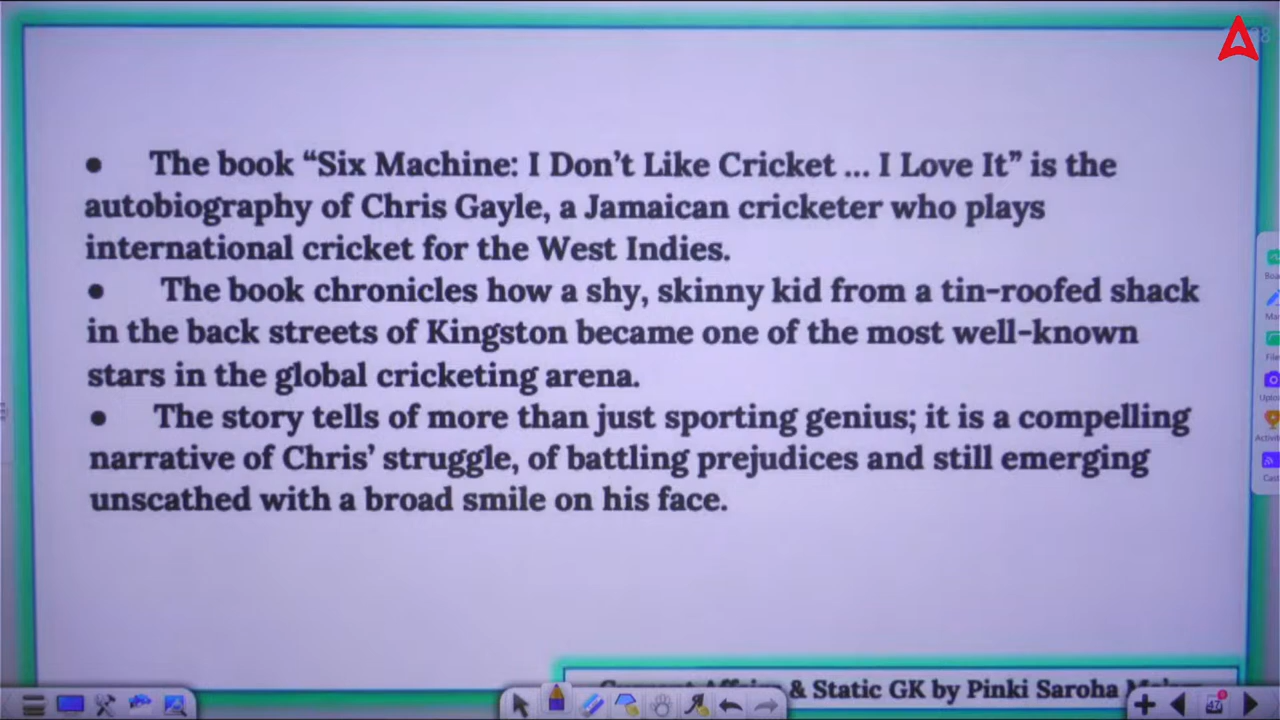 ● The book “Six Machine: I Don’t Like Cricket ... I Love It” is the
autobiography of Chris Gayle, a Jamaican cricketer who plays
international cricket for the West Indies.
● The book chronicles how a shy, skinny kid from a tin-roofed shack
in the back streets of Kingston became one of the most well-known
stars in the global cricketing arena.
● The story tells of more than just sporting genius; it is a compelling
narrative of Chris’ struggle, of battling prejudices and still emerging
unscathed with a broad smile on his face.
& Static GK by Pinki Saroha
47